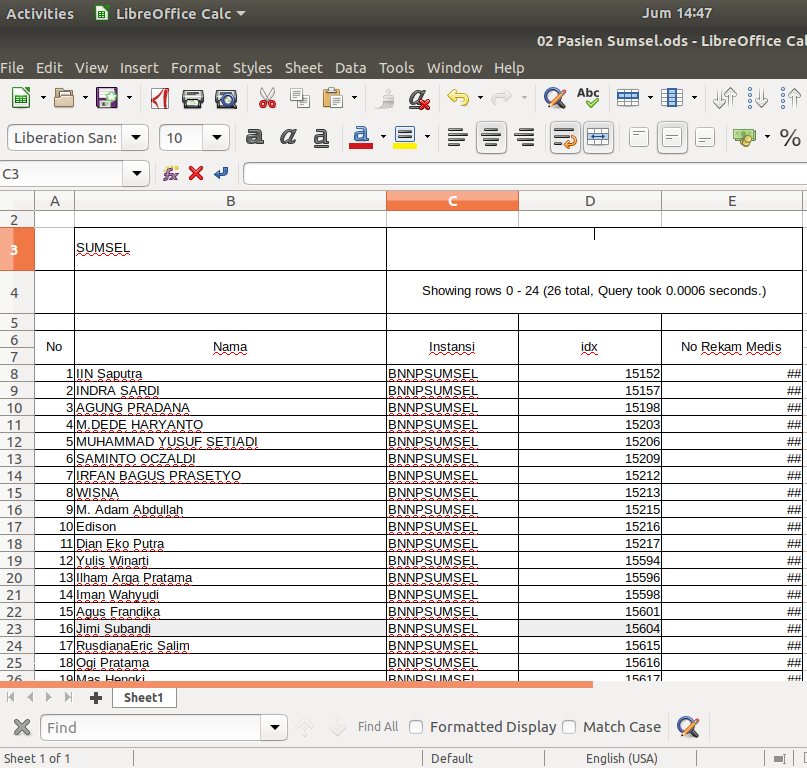 Activities LibreOffice Calc Jum 14:47
02 Pasien Sumsel.ods - LibreOffice Cal
File Edit View Insert Format Styles Sheet Data Tools Window Help
Abc
Liberation Sans 10 a a a a %
C3
A B C D E
2
3 SUMSEL
4 Showing rows 0 - 24 (26 total, Query took 0.0006 seconds.)
5
6 No Nama Instansi idx No Rekam Medis
7
8 1 IIN Saputra BNNPSUMSEL 15152 ##
9 2 INDRA SARDI BNNPSUMSEL 15157 ##
10 3 AGUNG PRADANA BNNPSUMSEL 15198 ##
11 4 M.DEDE HARYANTO BNNPSUMSEL 15203 ##
12 5 MUHAMMAD YUSUF SETIADI BNNPSUMSEL 15206 ##
13 6 SAMINTO OCZALDI BNNPSUMSEL 15209 ##
14 7 IRFAN BAGUS PRASETYO BNNPSUMSEL 15212 ##
15 8 WISNA BNNPSUMSEL 15213 ##
16 9 M. Adam Abdullah BNNPSUMSEL 15215 ##
17 10 Edison BNNPSUMSEL 15216 ##
18 11 Dian Eko Putra BNNPSUMSEL 15217 ##
19 12 Yulis Winarti BNNPSUMSEL 15594 ##
20 13 Ilham Arga Pratama BNNPSUMSEL 15596 ##
21 14 Iman Wahyudi BNNPSUMSEL 15598 ##
22 15 Agus Frandika BNNPSUMSEL 15601 ##
23 16 Jimi Subandi BNNPSUMSEL 15604 ##
24 17 RusdianaEric Salim BNNPSUMSEL 15615 ##
25 18 Ogi Pratama BNNPSUMSEL 15616 ##
26 19 Mas Hengki BNNPSUMSEL 15617 ##
Sheet1
Find Find All Formatted Display Match Case
Sheet 1 of 1 Default English (USA)